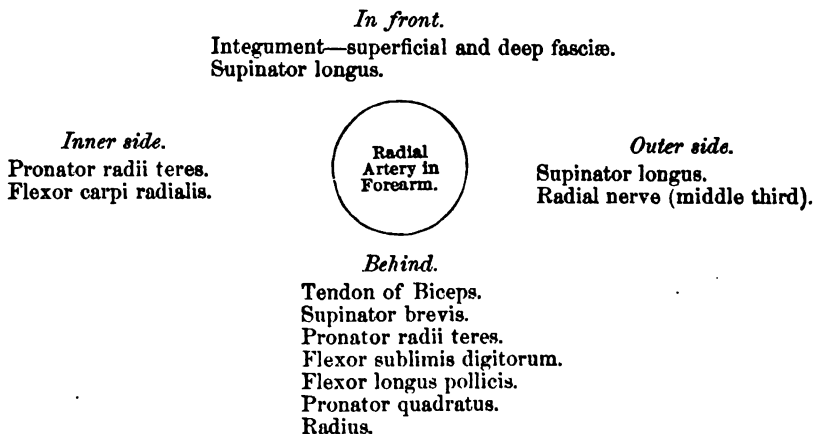 In front.
Integument—superficial and deep fasciæ.
Supinator longus.
Inner side.
Pronator radii teres.
Flexor carpi radialis.
Radial
Artery in
Forearm.
Outer side.
Supinator longus.
Radial nerve (middle third).
Behind.
Tendon of Biceps.
Supinator brevis.
Pronator radii teres.
Flexor sublimis digitorum.
Flexor longus pollicis.
Pronator quadratus.
Radius.